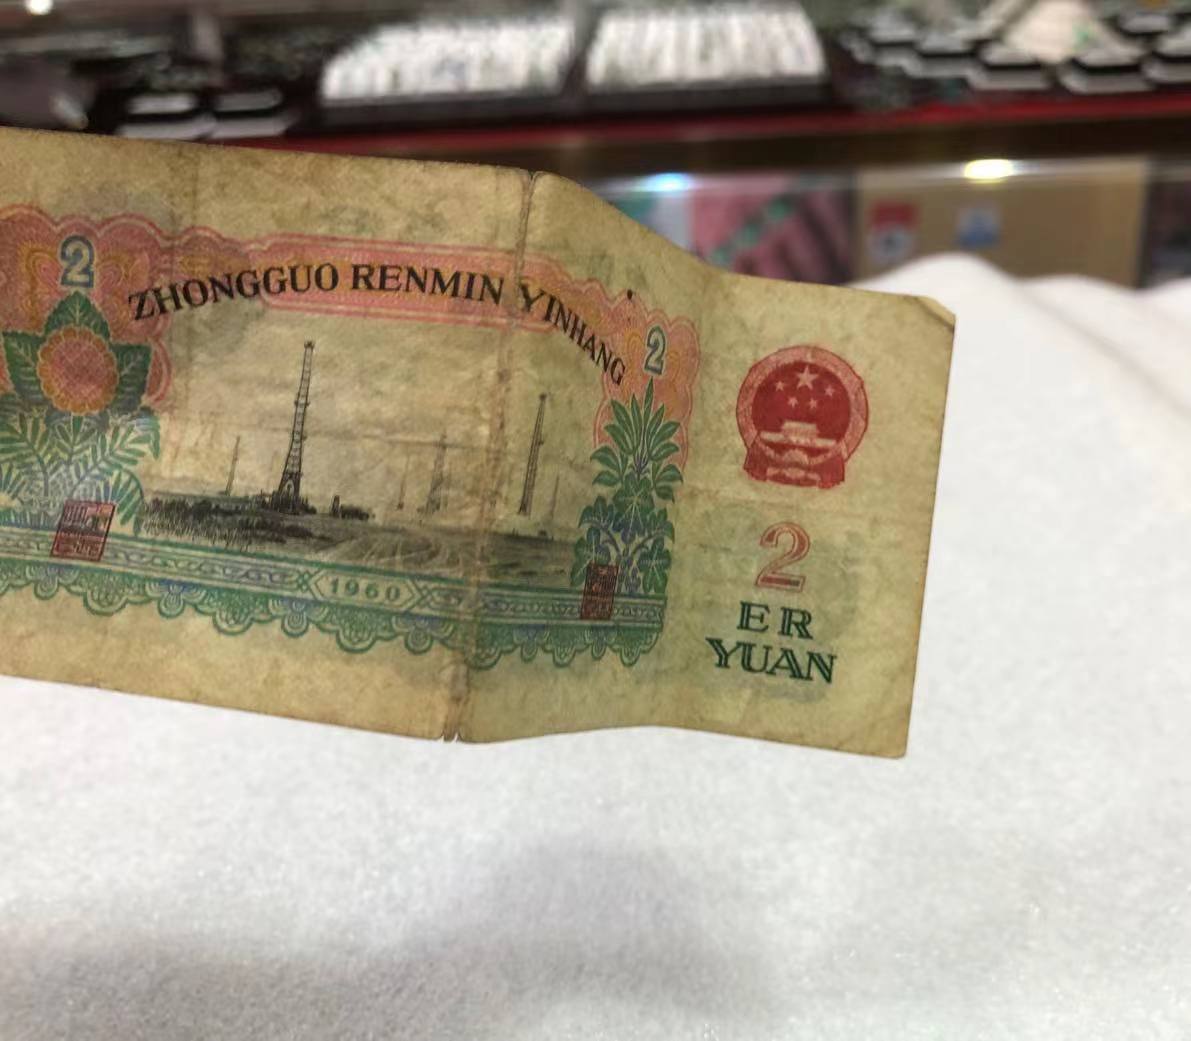 2
ZHONGGUO RENMIN YINHANG
2
1960
2
ER
YUAN